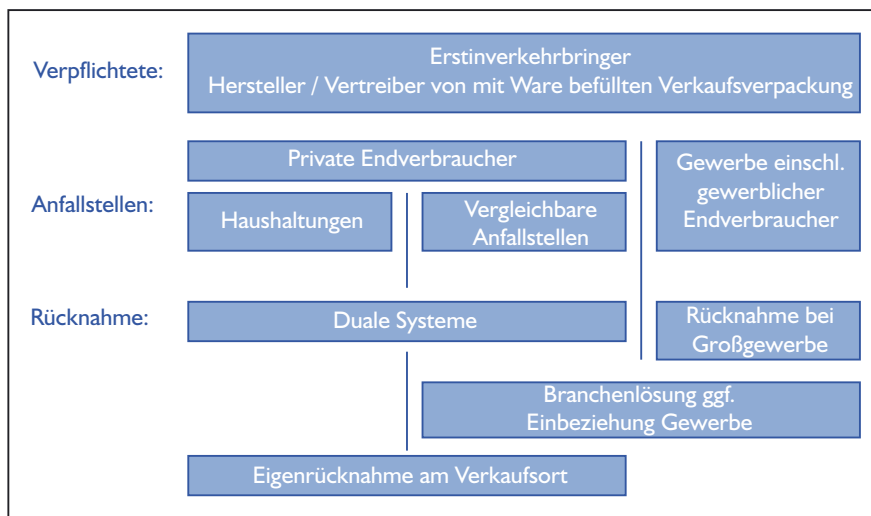 Verpflichtete:
Erstinverkehrbringer
Hersteller / Vertreiber von mit Ware befüllten Verkaufsverpackung
Anfallstellen:
Private Endverbraucher
Haushaltungen
Vergleichbare
Anfallstellen
Gewerbe einschl.
gewerblicher
Endverbraucher
Rücknahme:
Duale Systeme
Rücknahme bei
Großgewerbe
Branchenlösung ggf.
Einbeziehung Gewerbe
Eigenrücknahme am Verkaufsort